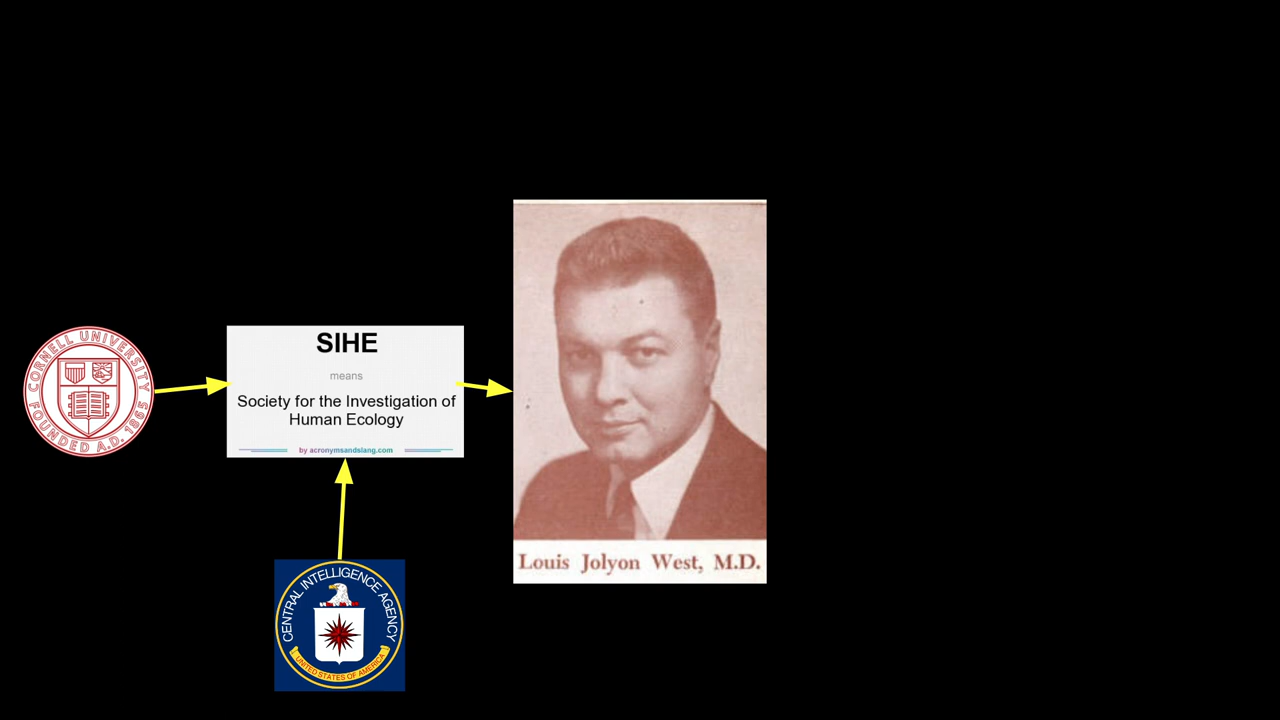 CORNELL UNIVERSITY
FOUNDED A.D. 1865
SIHE
means
Society for the Investigation of
Human Ecology
by acronymsandslang.com
Louis Jolyon West, M.D.
CENTRAL INTELLIGENCE AGENCY
UNITED STATES OF AMERICA